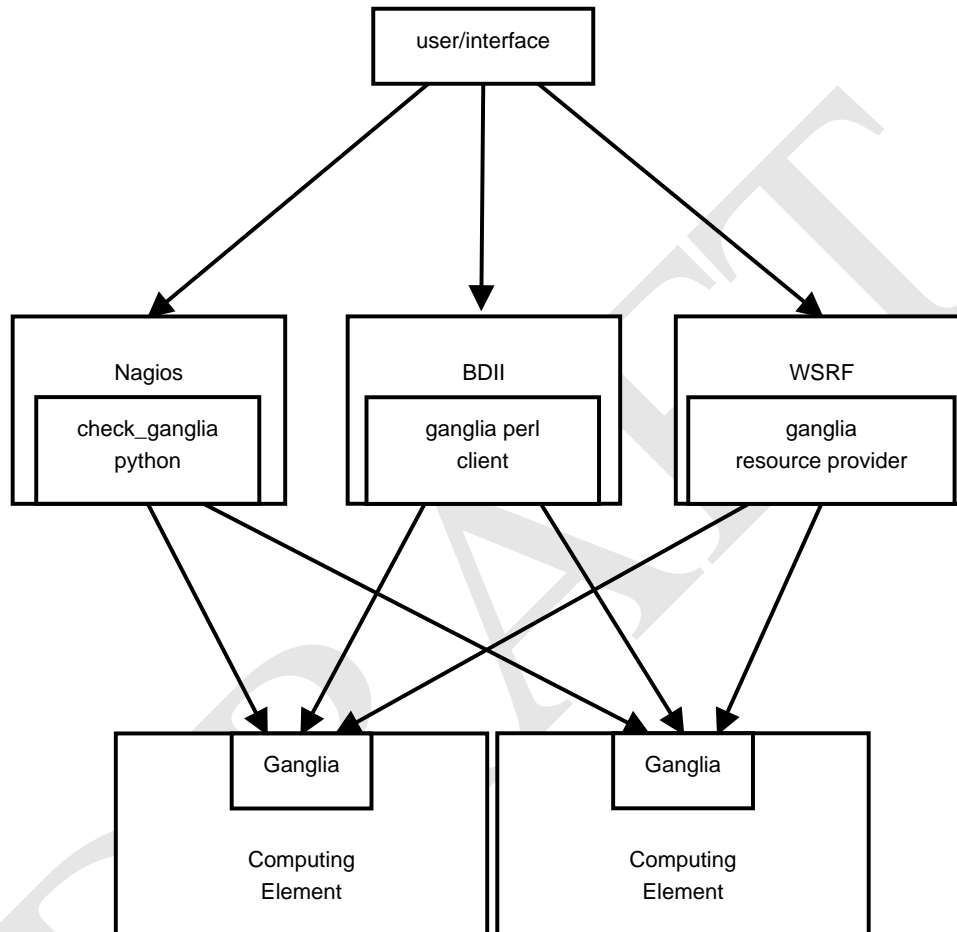 user/interface
Nagios
check_ganglia
python
BDII
ganglia perl
client
WSRF
ganglia
resource provider
Ganglia
Computing
Element
Ganglia
Computing
Element
DRAFT